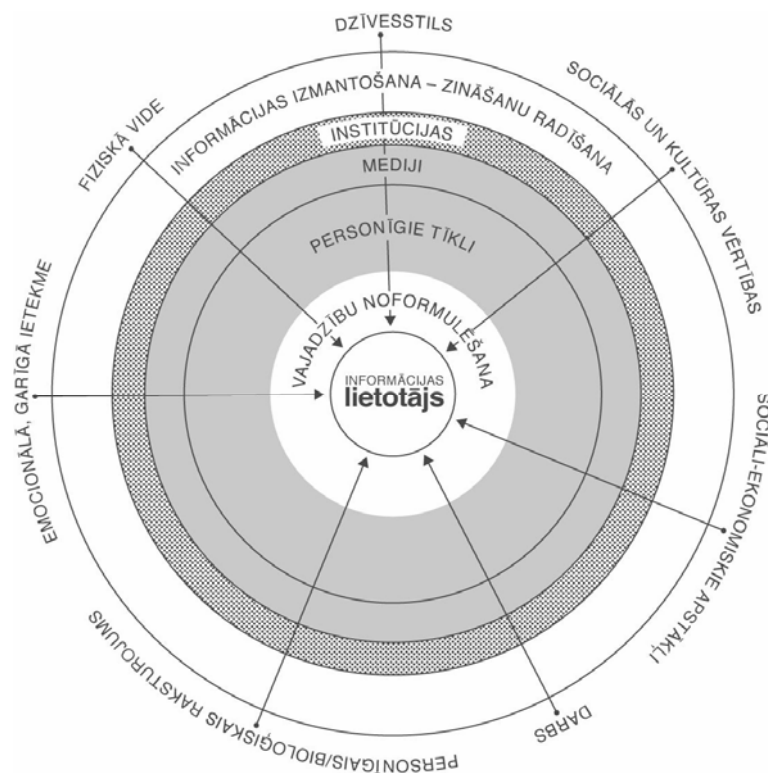 DZĪVESSTILS
SOCIĀLĀS UN KULTŪRAS VĒRTĪBAS
SOCIALI-EKONOMISKIE APSTĀKĻI
DARBS
PERSONĪGAIS/BIOLOĢISKAIS RAKSTUROJUMS
EMOCIONĀLĀ, GARĪGĀ IETEKME
FIZISKĀ VIDE
INFORMĀCIJAS IZMANTOŠANA – ZINĀŠANU RADĪŠANA
INSTITŪCIJAS
MEDIJI
PERSONĪGIE TĪKLI
VAJADZĪBU NOFORMULĒŠANA
INFORMĀCIJAS
lietotājs